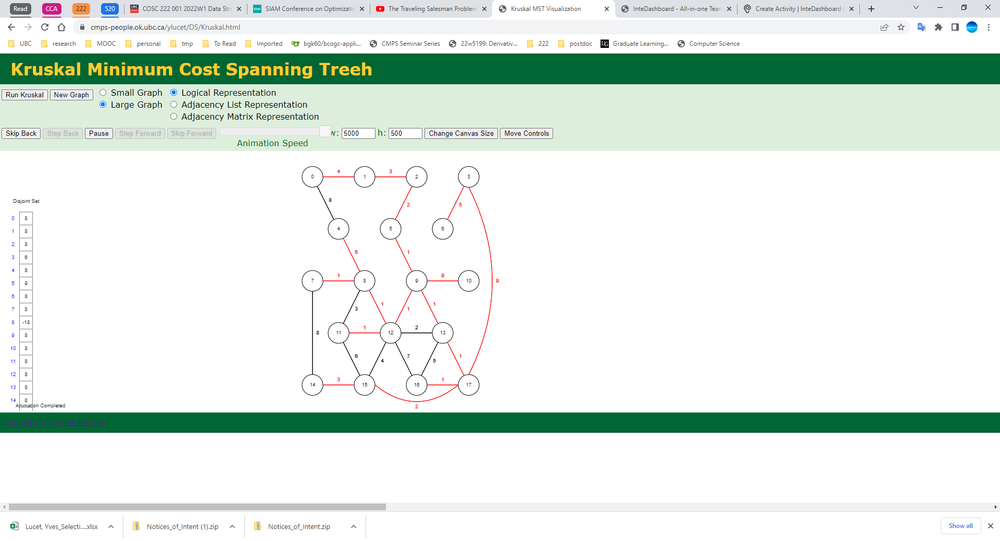 Read CCA 222 520 COSC 222 001 2022W1 Data Stru SIAM Conference on Optimizatic The Traveling Salesman Problem Kruskal MST Visualization InteDashboard - All-in-one Team Create Activity | InteDashboard
cmps-people.ok.ubc.ca/ylucet/DS/Kruskal.html
UBC research MOOC personal tmp To Read Imported bgk60/bcogc-appli... CMPS Seminar Series 22w5199: Derivativ... 222 postdoc UG Graduate Learning... Computer Science
Kruskal Minimum Cost Spanning Treeh
Run Kruskal New Graph Small Graph Logical Representation
Large Graph Adjacency List Representation
Adjacency Matrix Representation
Skip Back Step Back Pause Step Forward Skip Forward w: 5000 h: 500 Change Canvas Size Move Controls
Animation Speed
4 3
0 1 2 3
Disjoint Set
8 2 5
0 8
4 5 6
1 8
2 8
6 1
3 6
4 8
1 9
7 8 9 10 9
5 9
6 8
1 1
7 8
3 1
8 -18
1 2
8 11 12 13
9 8
10 8
6 7 1
11 8
4 5
12 8
3 1
14 15 16 17
13 8
14 8
Animation Completed
2
Algorithm Visualizations
Lucet, Yves_Selecti....xlsx Notices_of_Intent (1).zip Notices_of_Intent.zip Show all